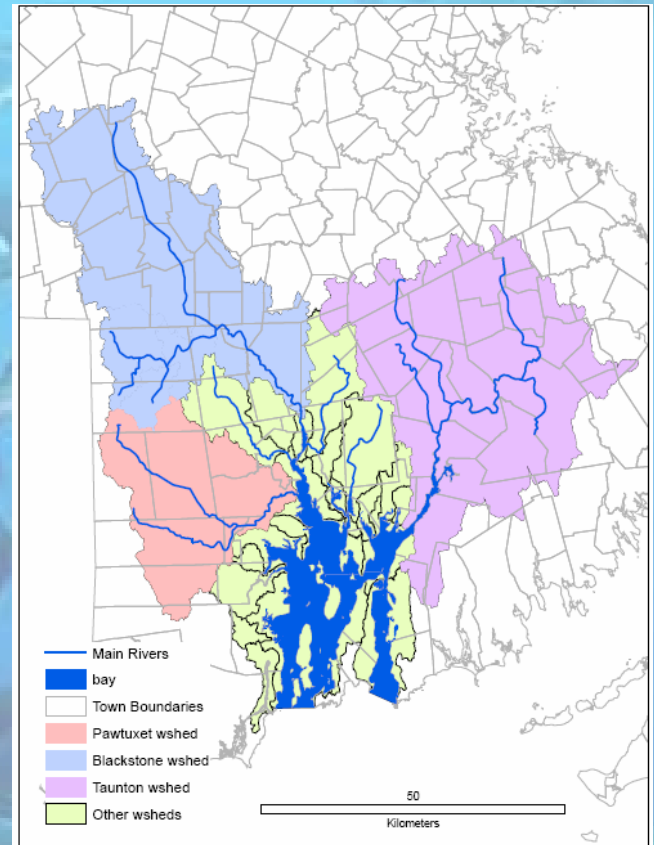 Main Rivers
bay
Town Boundaries
Pawtuxet wshed
Blackstone wshed
Taunton wshed
Other wsheds
50
Kilometers